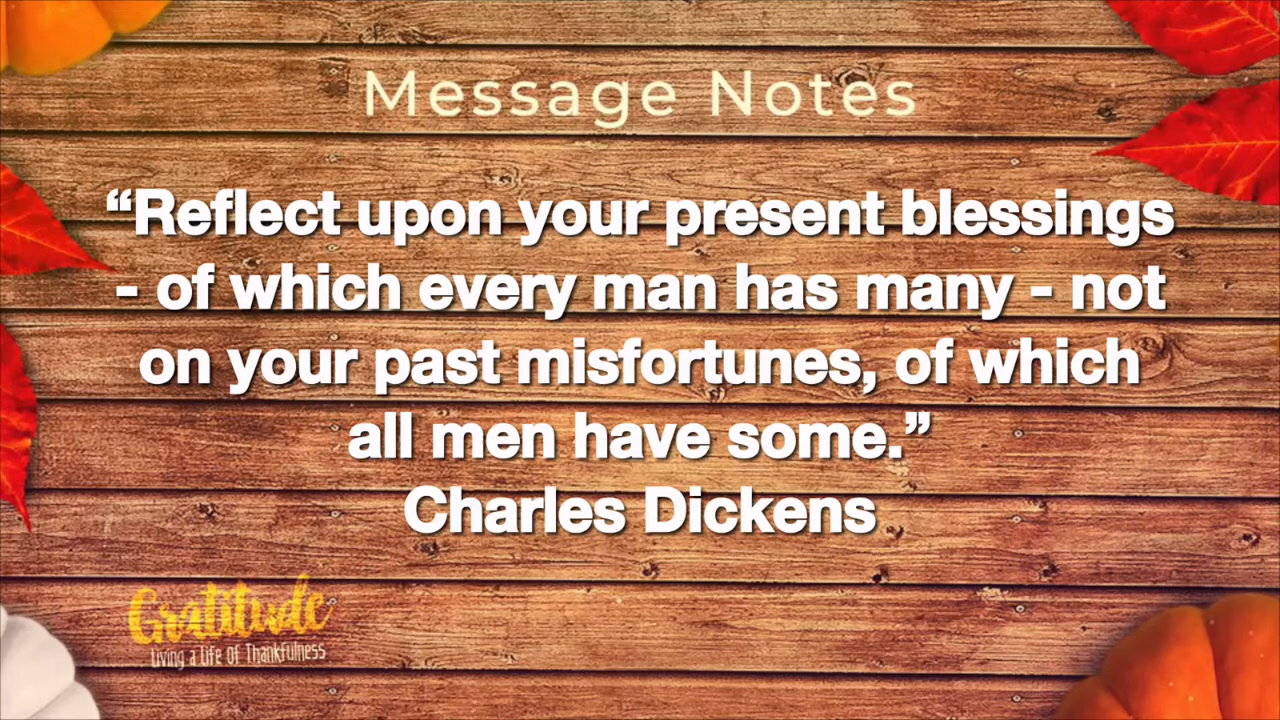 Message Notes
“Reflect upon your present blessings
- of which every man has many - not
on your past misfortunes, of which
all men have some.”
Charles Dickens
Gratitude
Living a Life of Thankfulness